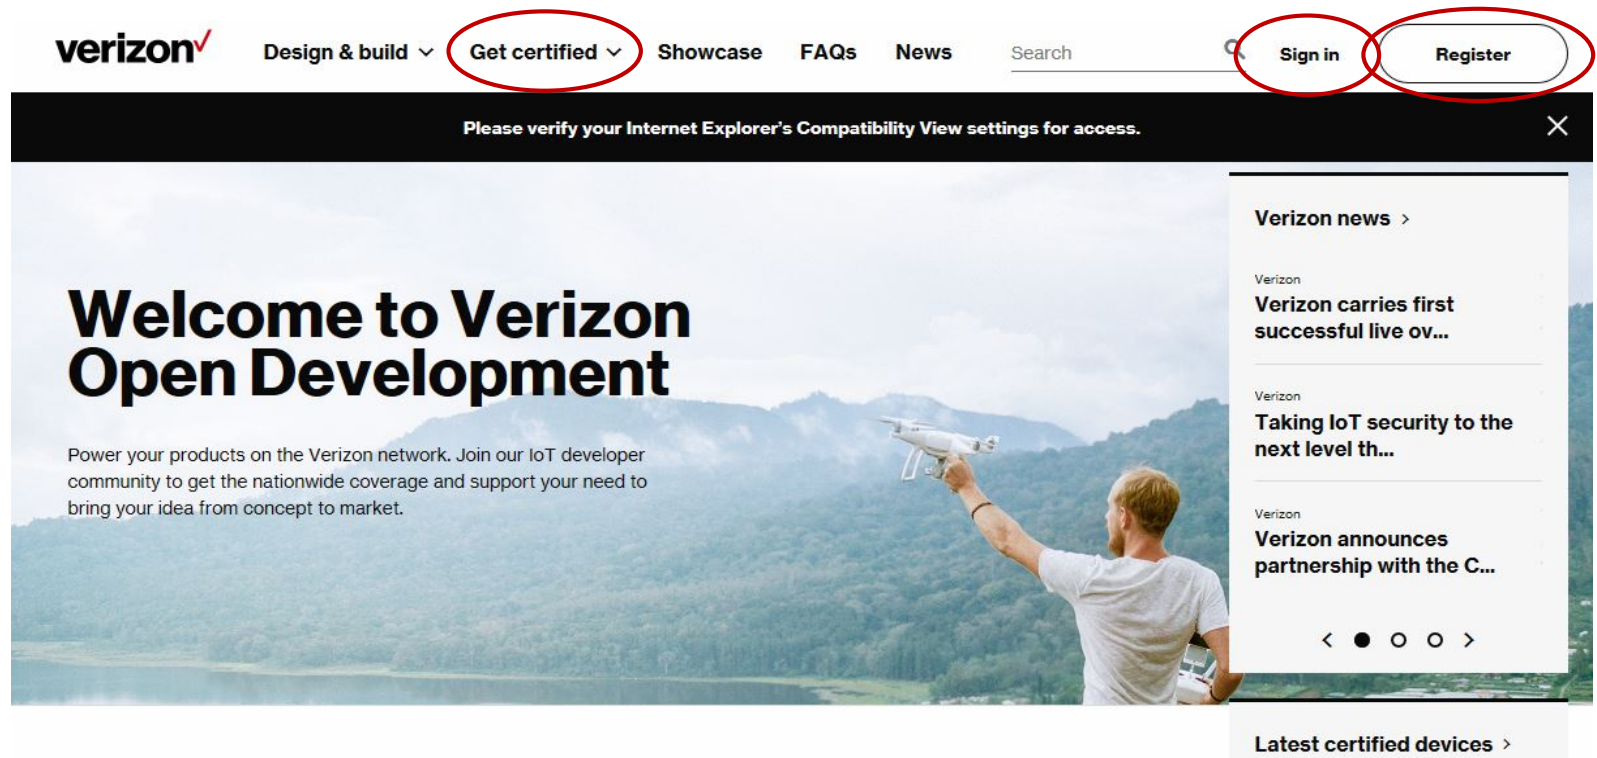 verizon✓
Design & build
Get certified
Showcase
FAQs
News
Search
Sign in
Register
Please verify your Internet Explorer's Compatibility View settings for access.
Welcome to Verizon
Open Development
Power your products on the Verizon network. Join our IoT developer
community to get the nationwide coverage and support your need to
bring your idea from concept to market.
Verizon news >
Verizon
Verizon carries first
successful live ov...
Verizon
Taking IoT security to the
next level th...
Verizon
Verizon announces
partnership with the C...
Latest certified devices >